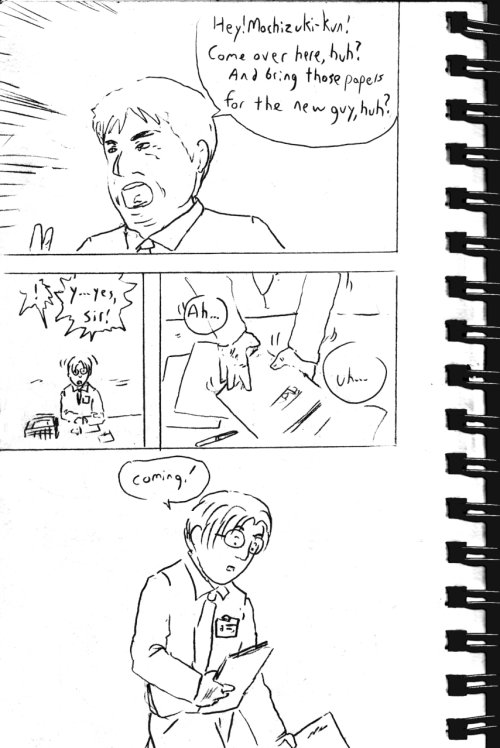 Hey! Mochizuki-kun!
Come over here, huh?
And bring those papers
for the new guy, huh?
!
Y...yes,
sir!
Ah...
uh...
coming!